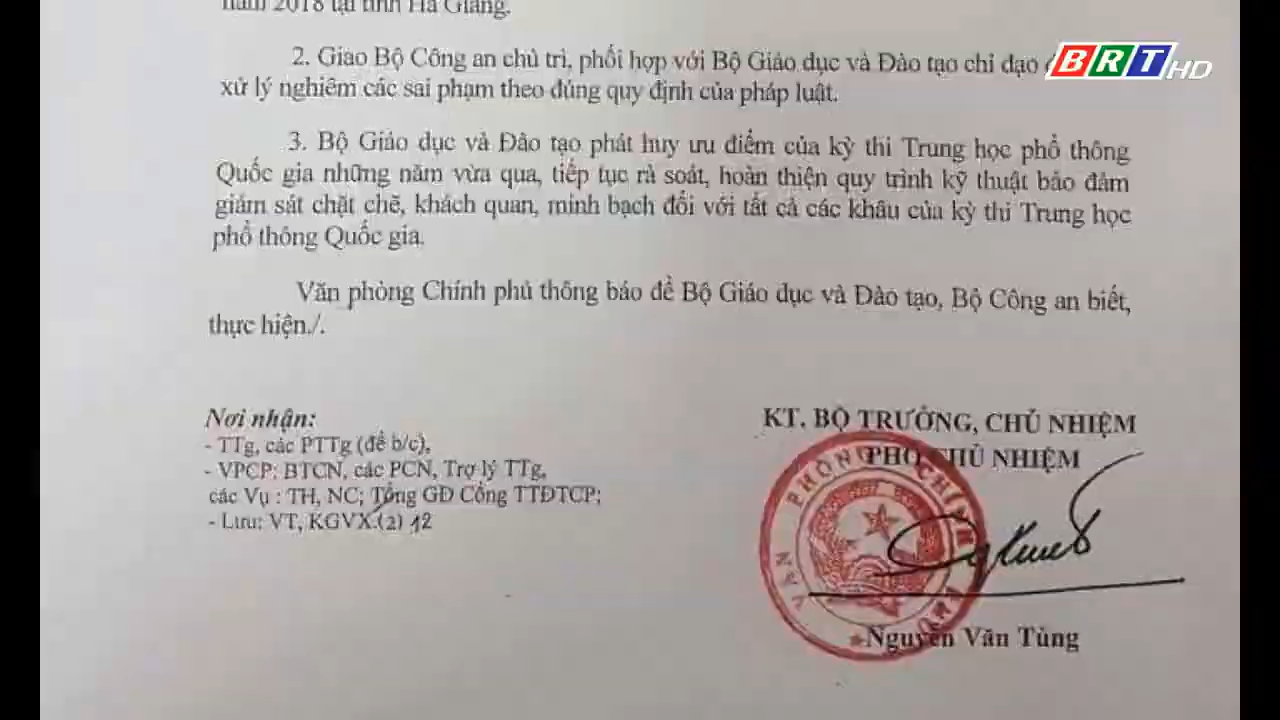 năm 2018 tại tỉnh Hà Giang.
BRT HD
2. Giao Bộ Công an chủ trì, phối hợp với Bộ Giáo dục và Đào tạo chỉ đạo
xử lý nghiêm các sai phạm theo đúng quy định của pháp luật.
3. Bộ Giáo dục và Đào tạo phát huy ưu điểm của kỳ thi Trung học phổ thông
Quốc gia những năm vừa qua, tiếp tục rà soát, hoàn thiện quy trình kỹ thuật bảo đảm
giám sát chặt chẽ, khách quan, minh bạch đối với tất cả các khâu của kỳ thi Trung học
phổ thông Quốc gia.
Văn phòng Chính phủ thông báo để Bộ Giáo dục và Đào tạo, Bộ Công an biết,
thực hiện./.
Nơi nhận:
- TTg, các PTTg (để b/c),
- VPCP: BTCN, các PCN, Trợ lý TTg,
các Vụ : TH, NC; Tổng GĐ Cổng TTĐTCP;
- Lưu: VT, KGVX.(2) 12
KT. BỘ TRƯỞNG, CHỦ NHIỆM
PHÓ CHỦ NHIỆM
VĂN PHÒNG CHÍNH PHỦ
Nguyễn Văn Tùng